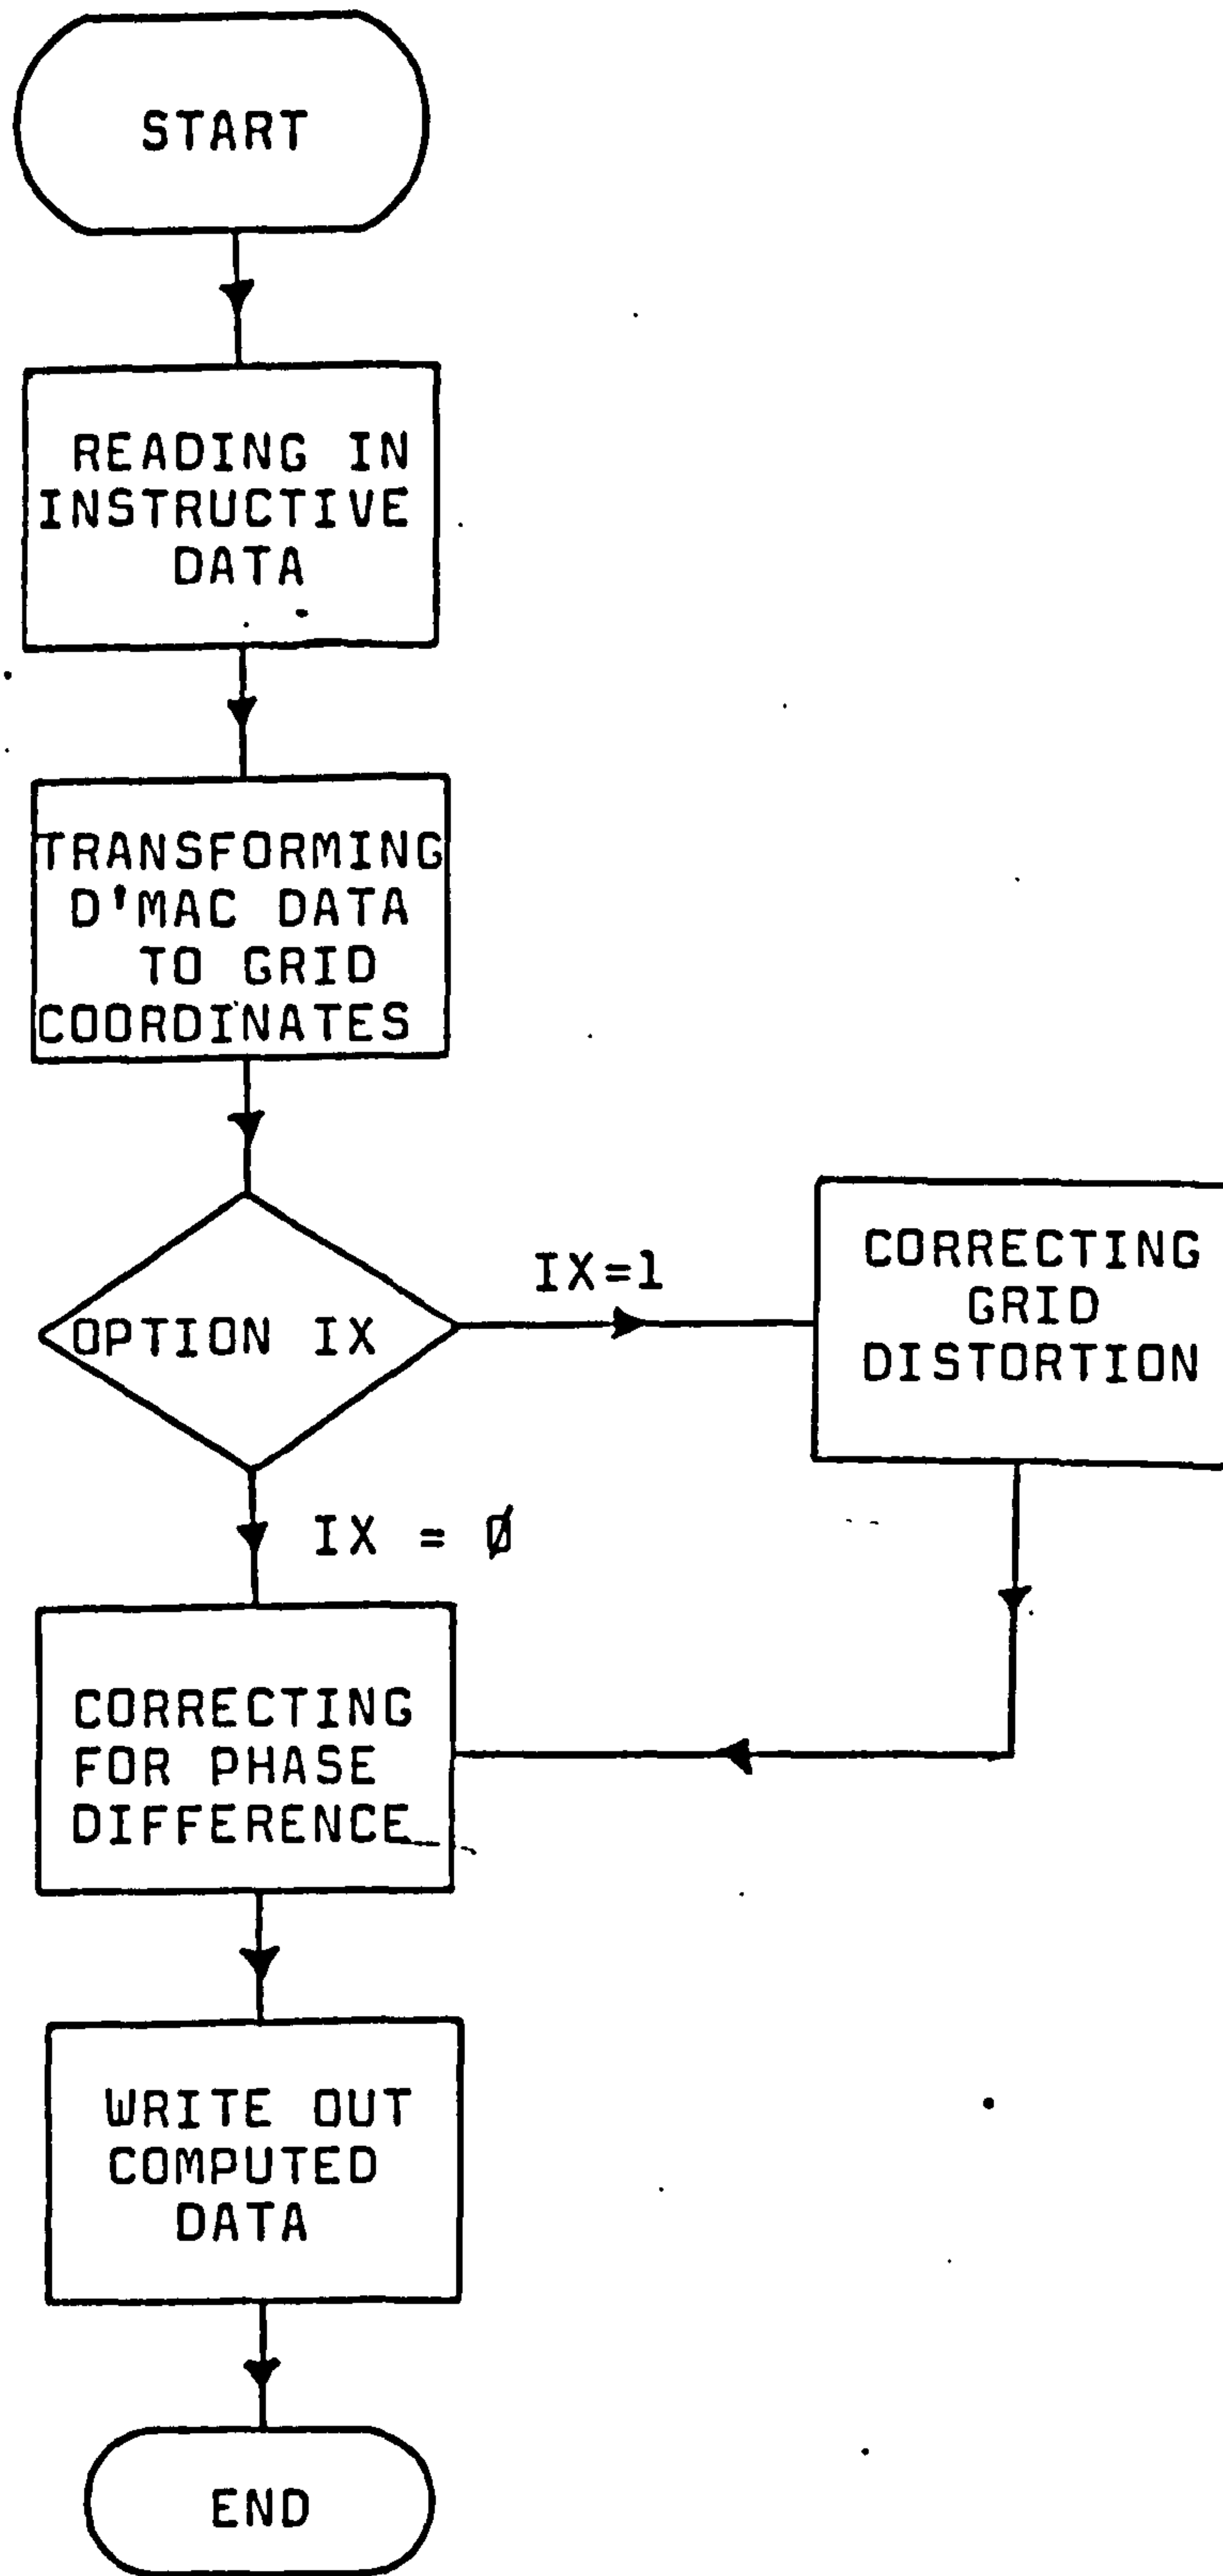 START
READING IN
INSTRUCTIVE
DATA
TRANSFORMING
D'MAC DATA
TO GRID
COORDINATES
OPTION IX
IX=1
CORRECTING
GRID
DISTORTION
IX = Ø
CORRECTING
FOR PHASE
DIFFERENCE
WRITE OUT
COMPUTED
DATA
END